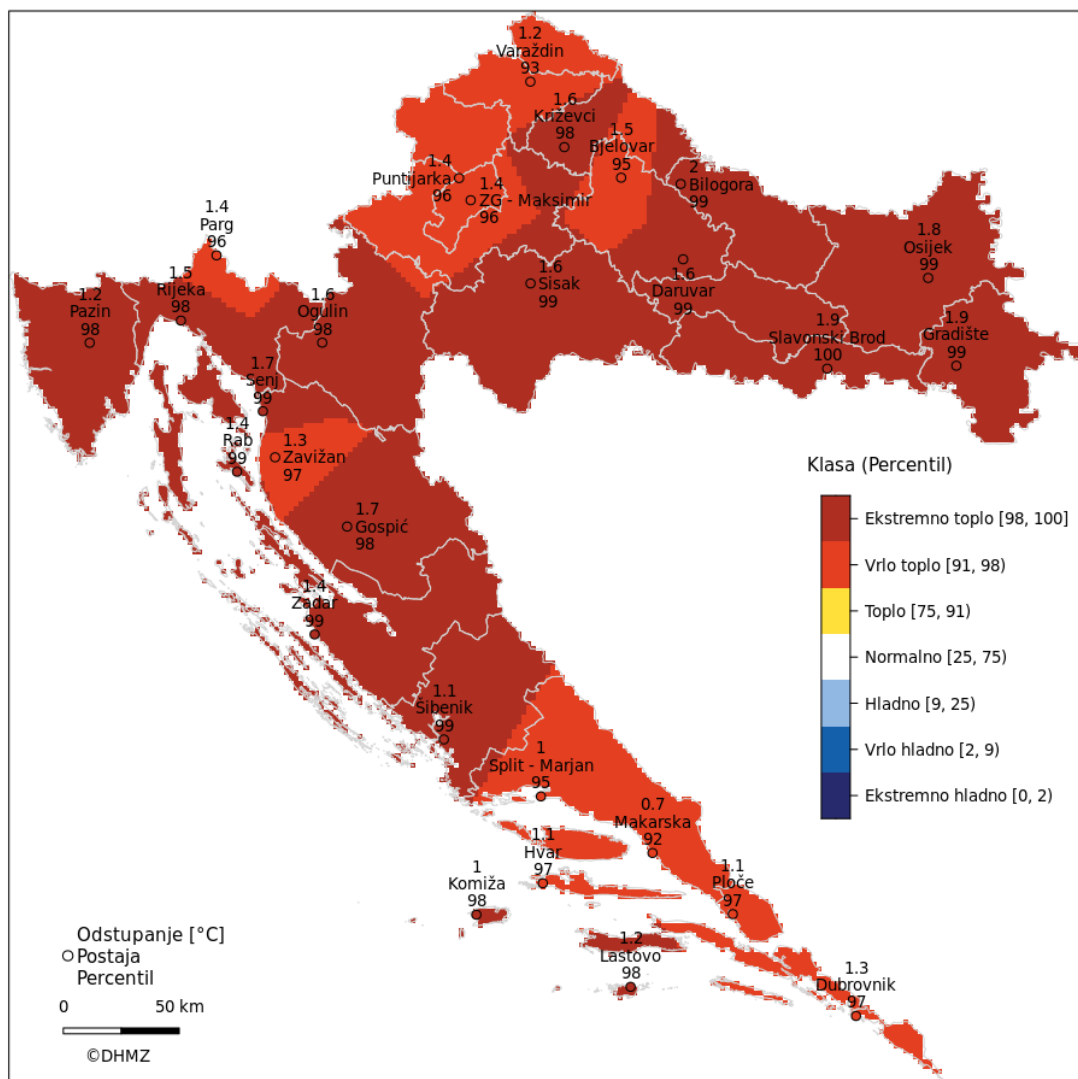 1.2
Varaždin
93
1.6
Križevci
98
1.5
Bjelovar
95
1.4
Puntijarka
96
1.4
ZG - Maksimir
96
2
Bilogora
99
1.4
Parg
96
1.8
Osijek
99
1.5
Rijeka
98
1.2
Pazin
98
1.6
Ogulin
98
1.6
Sisak
99
1.6
Daruvar
99
1.9
Slavonski Brod
100
1.9
Gradište
99
1.7
Senj
99
1.4
Rab
99
1.3
Zavižan
97
1.7
Gospić
98
1.4
Zadar
99
1.1
Šibenik
99
1
Split - Marjan
95
0.7
Makarska
92
1.1
Hvar
97
1
Komiža
98
1.1
Ploče
97
1.2
Lastovo
98
1.3
Dubrovnik
97
Klasa (Percentil)
Ekstremno toplo [98, 100]
Vrlo toplo [91, 98)
Toplo [75, 91)
Normalno [25, 75)
Hladno [9, 25)
Vrlo hladno [2, 9)
Ekstremno hladno [0, 2)
Odstupanje [°C]
Postaja
Percentil
0 50 km
©DHMZ